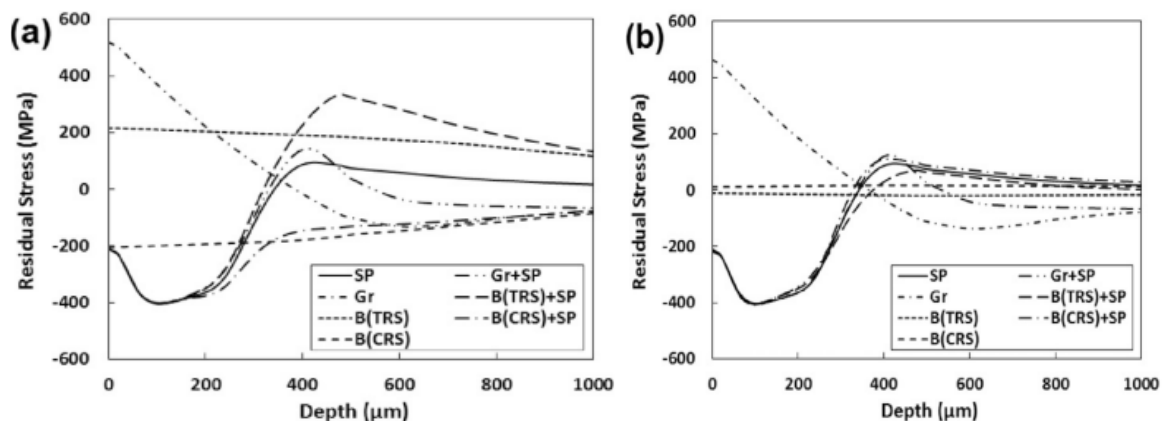 (a)
600
400
200
0
-200
-400
-600
Residual Stress (MPa)
SP
Gr+SP
Gr
B(TRS)+SP
B(TRS)
B(CRS)+SP
B(CRS)
0 200 400 600 800 1000
Depth (µm)
(b)
600
400
200
0
-200
-400
-600
Residual Stress (MPa)
SP
Gr+SP
Gr
B(TRS)+SP
B(TRS)
B(CRS)+SP
B(CRS)
0 200 400 600 800 1000
Depth (µm)